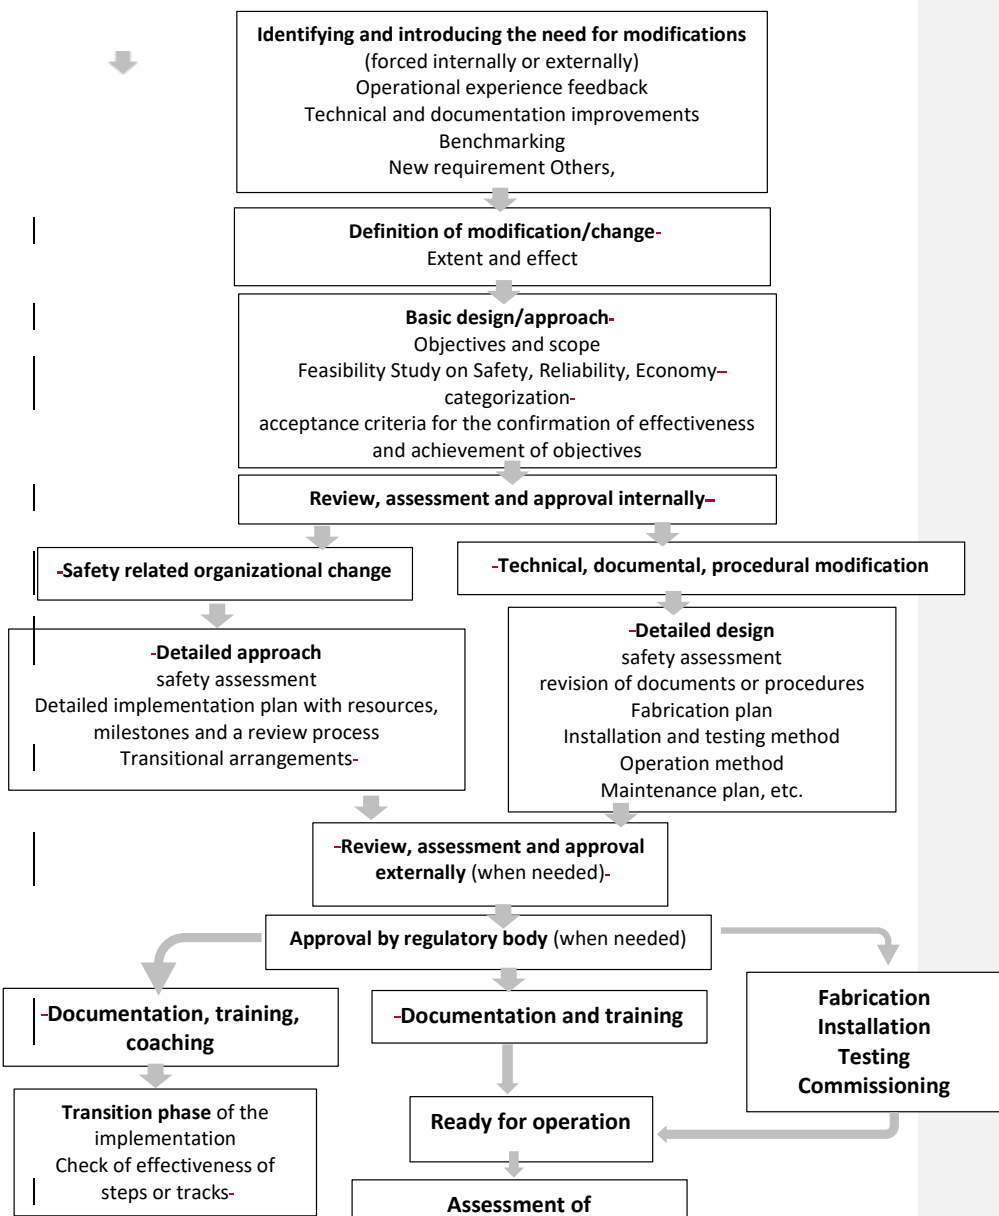 Identifying and introducing the need for modifications
(forced internally or externally)
Operational experience feedback
Technical and documentation improvements
Benchmarking
New requirement Others,
Definition of modification/change-
Extent and effect
Basic design/approach-
Objectives and scope
Feasibility Study on Safety, Reliability, Economy–
categorization-
acceptance criteria for the confirmation of effectiveness
and achievement of objectives
Review, assessment and approval internally–
-Safety related organizational change
-Technical, documental, procedural modification
-Detailed approach
safety assessment
Detailed implementation plan with resources,
milestones and a review process
Transitional arrangements-
-Detailed design
safety assessment
revision of documents or procedures
Fabrication plan
Installation and testing method
Operation method
Maintenance plan, etc.
-Review, assessment and approval
externally (when needed)-
Approval by regulatory body (when needed)
-Documentation, training,
coaching
-Documentation and training
Fabrication
Installation
Testing
Commissioning
Transition phase of the
implementation
Check of effectiveness of
steps or tracks-
Ready for operation
Assessment of